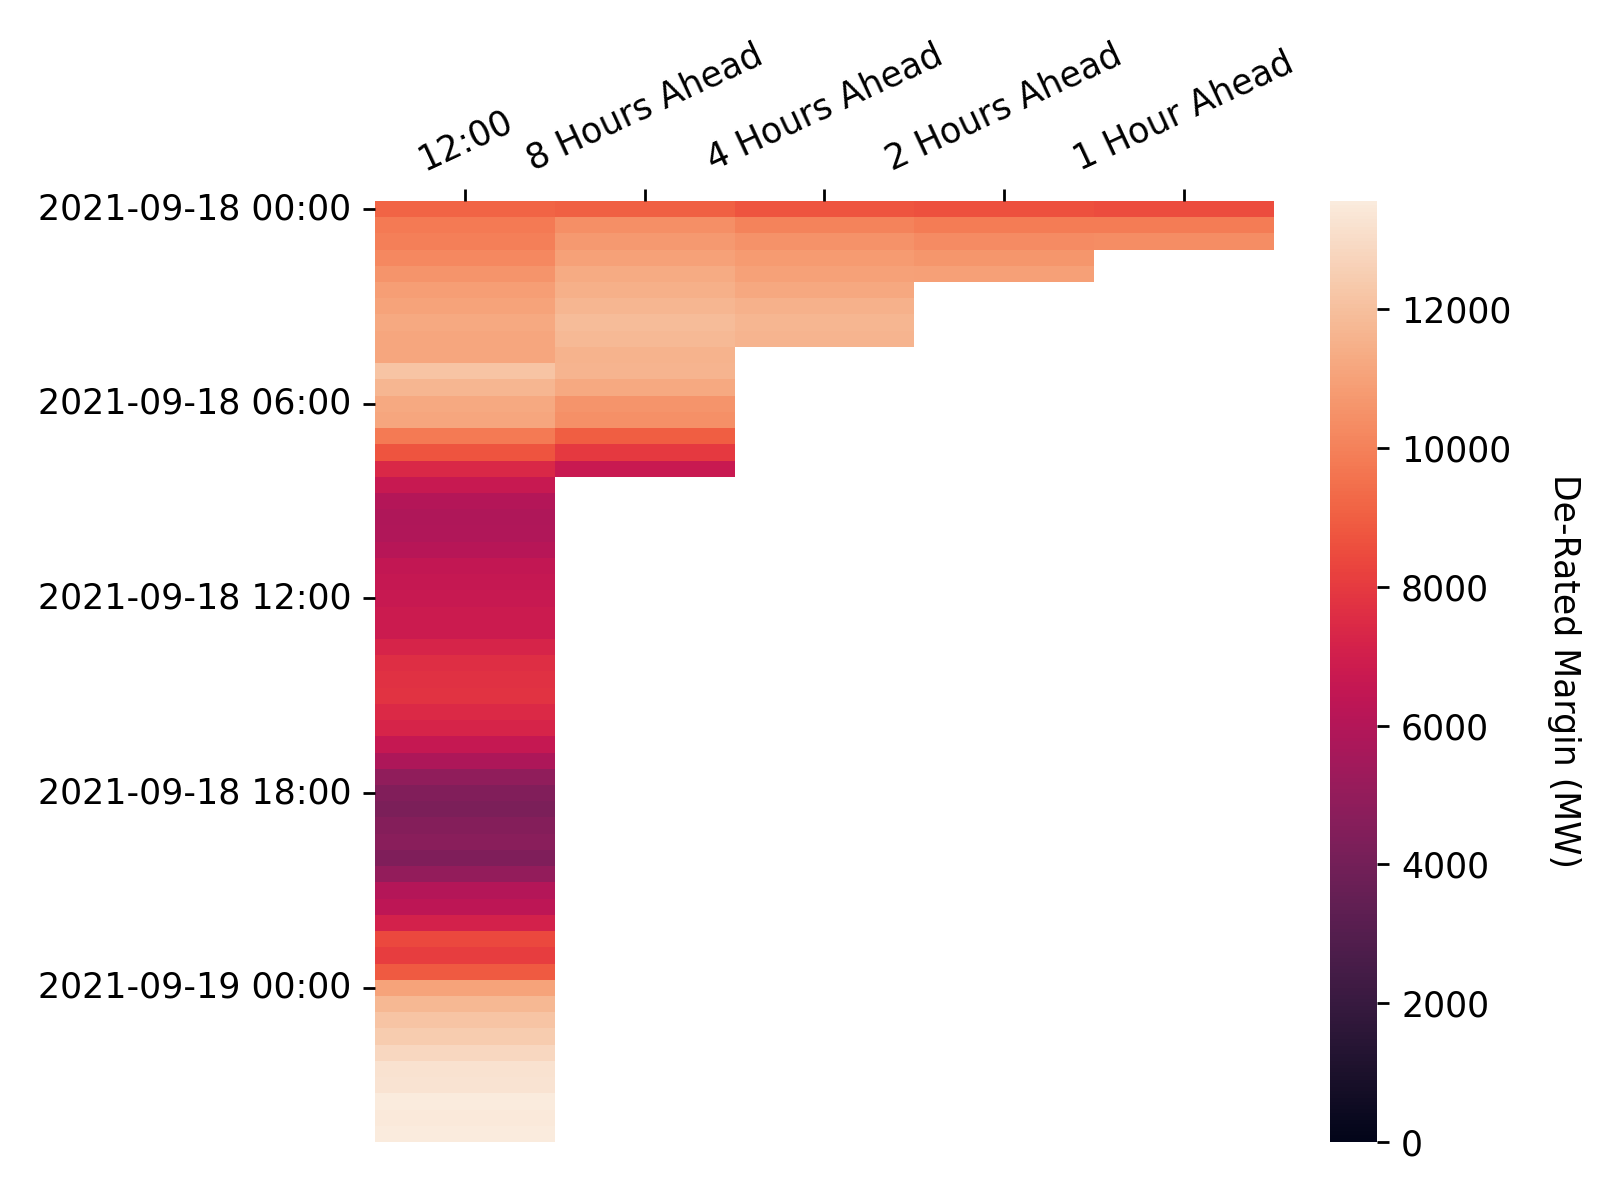 12:00
8 Hours Ahead
4 Hours Ahead
2 Hours Ahead
1 Hour Ahead
2021-09-18 00:00
2021-09-18 06:00
2021-09-18 12:00
2021-09-18 18:00
2021-09-19 00:00
12000
10000
8000
6000
4000
2000
0
De-Rated Margin (MW)